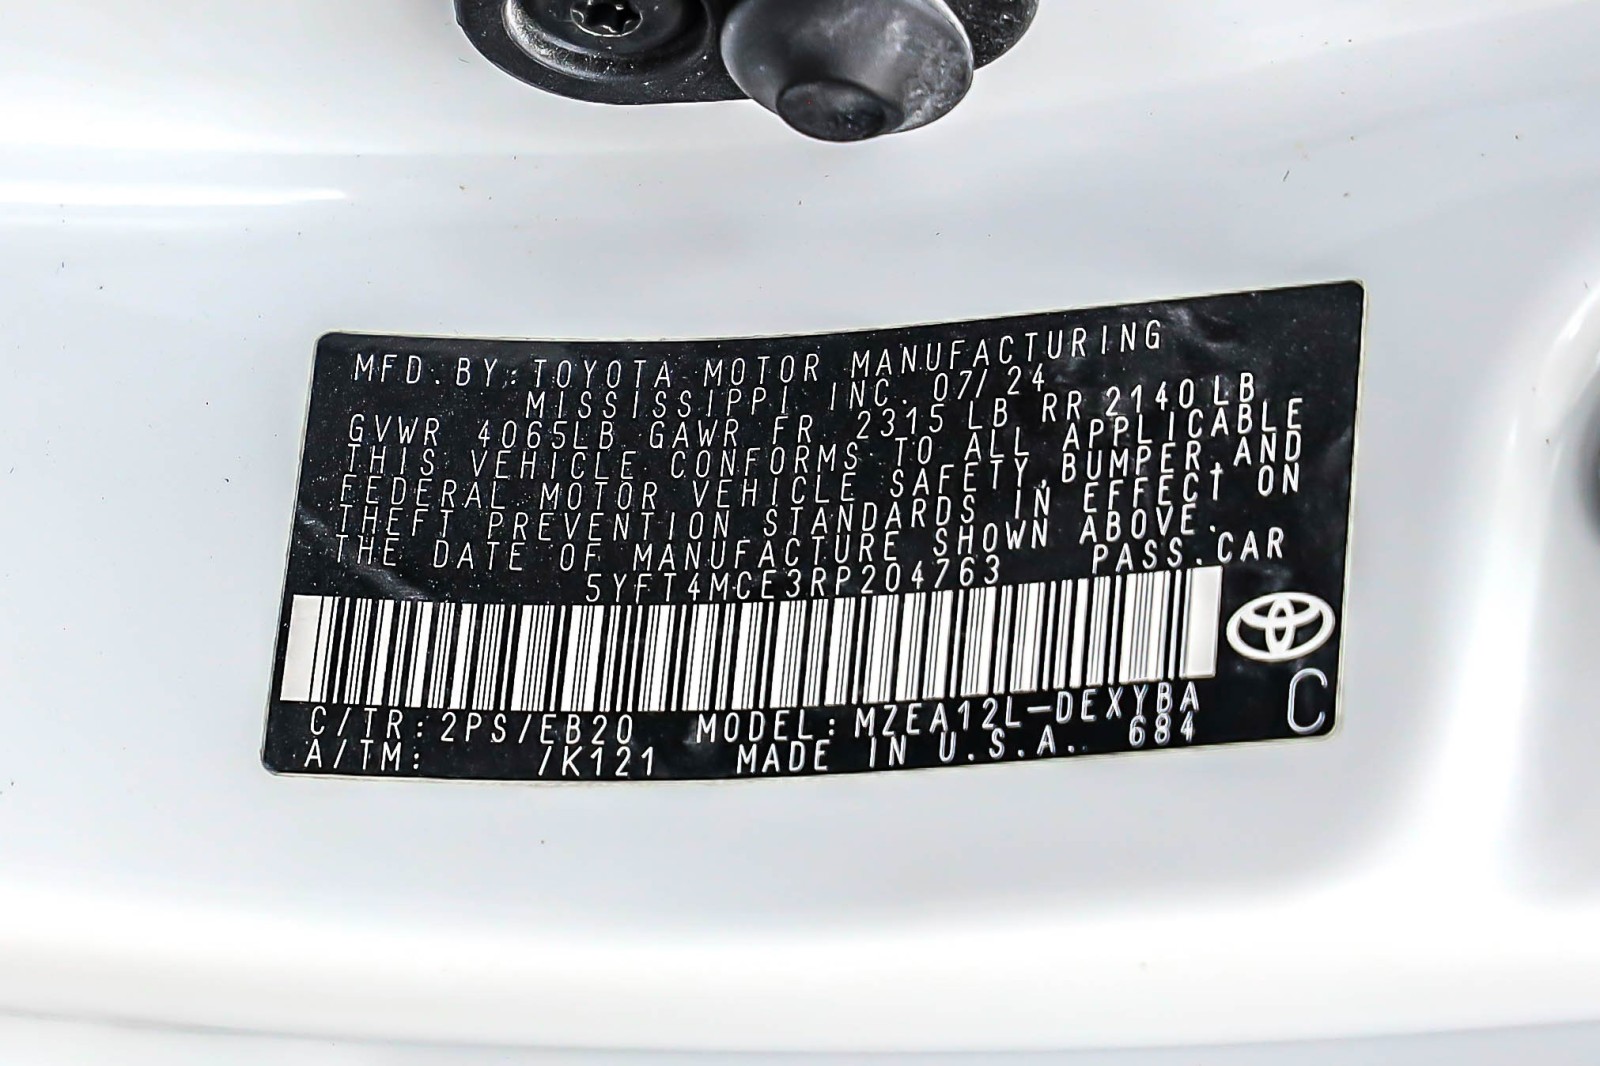 MFD. BY: TOYOTA MOTOR MANUFACTURING
MISSISSIPPI, INC. 07/24
GVWR 4065LB GAWR FR 2315 LB RR 2140LB
THIS VEHICLE CONFORMS TO ALL APPLICABLE
FEDERAL MOTOR VEHICLE SAFETY, BUMPER, AND
THEFT PREVENTION STANDARDS IN EFFECT ON
THE DATE OF MANUFACTURE SHOWN ABOVE.
5YFT4MCE3RP204763 PASS.CAR
C/TR: 2PS/EB20 MODEL: MZEA12L-DEXYBA
A/TM: /K121 MADE IN U.S.A. 684
C